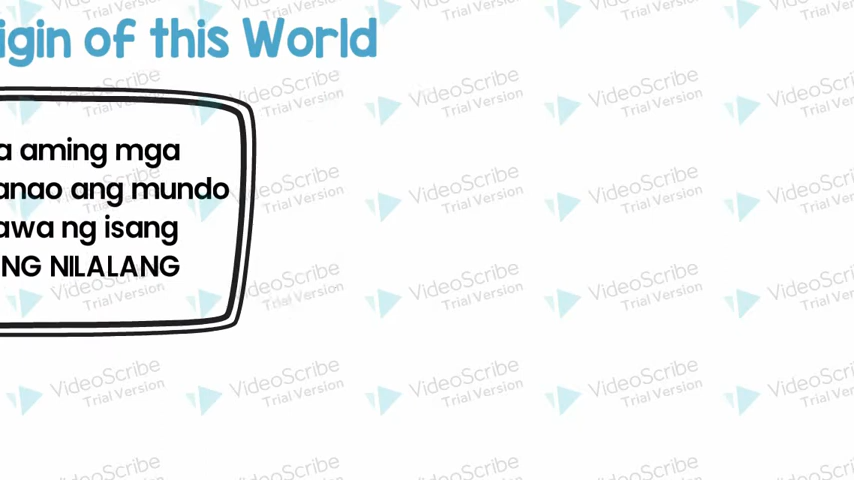 igin of this World
a aming mga
anao ang mundo
awa ng isang
NG NILALANG
VideoScribe
Trial Version